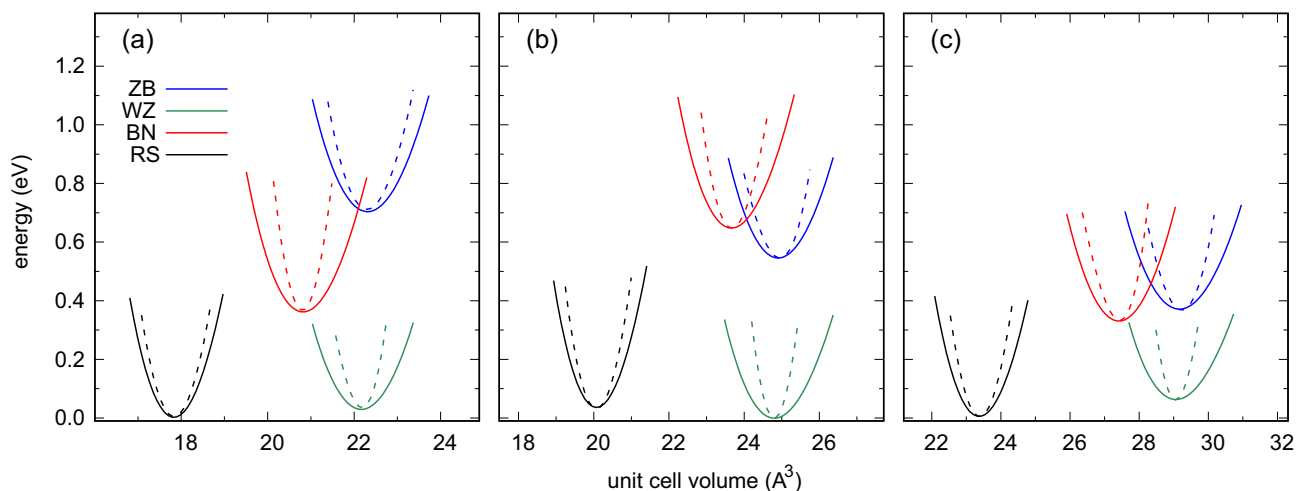 (a) (b) (c)
ZB
WZ
BN
RS
energy (eV)
0.0 0.2 0.4 0.6 0.8 1.0 1.2
18 20 22 24 18 20 22 24 26 22 24 26 28 30 32
unit cell volume (A^3)